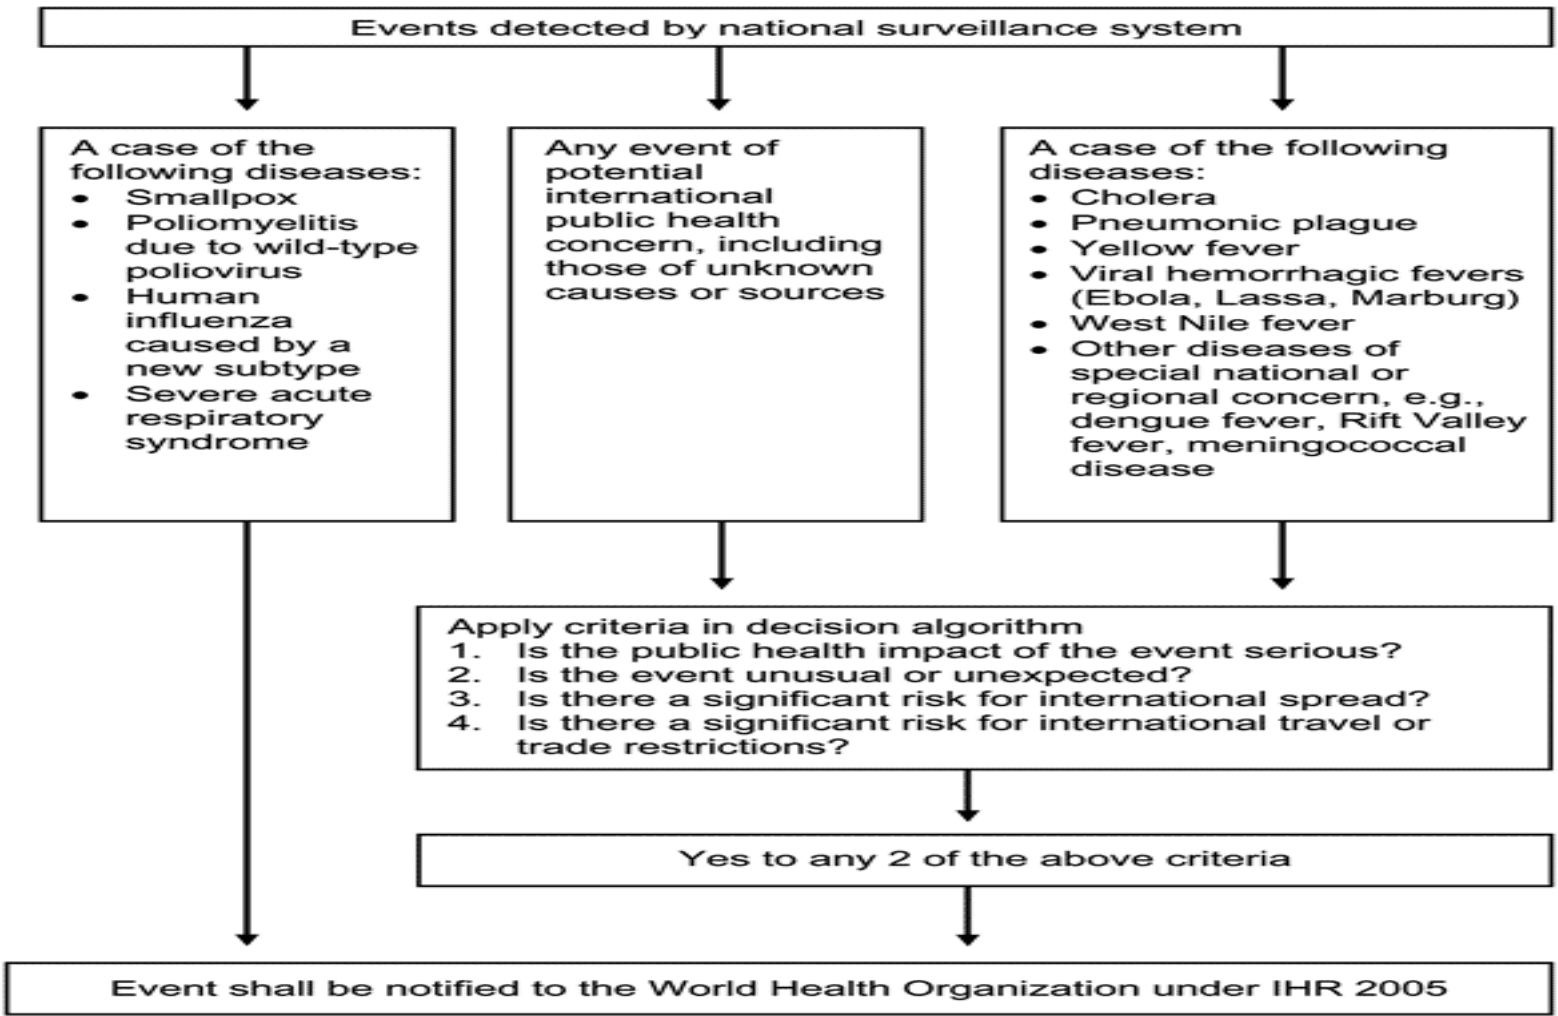 Events detected by national surveillance system
A case of the
following diseases:
• Smallpox
• Poliomyelitis
due to wild-type
poliovirus
• Human
influenza
caused by a
new subtype
• Severe acute
respiratory
syndrome
Any event of
potential
international
public health
concern, including
those of unknown
causes or sources
A case of the following
diseases:
• Cholera
• Pneumonic plague
• Yellow fever
• Viral hemorrhagic fevers
(Ebola, Lassa, Marburg)
• West Nile fever
• Other diseases of
special national or
regional concern, e.g.,
dengue fever, Rift Valley
fever, meningococcal
disease
Apply criteria in decision algorithm
1. Is the public health impact of the event serious?
2. Is the event unusual or unexpected?
3. Is there a significant risk for international spread?
4. Is there a significant risk for international travel or
trade restrictions?
Yes to any 2 of the above criteria
Event shall be notified to the World Health Organization under IHR 2005